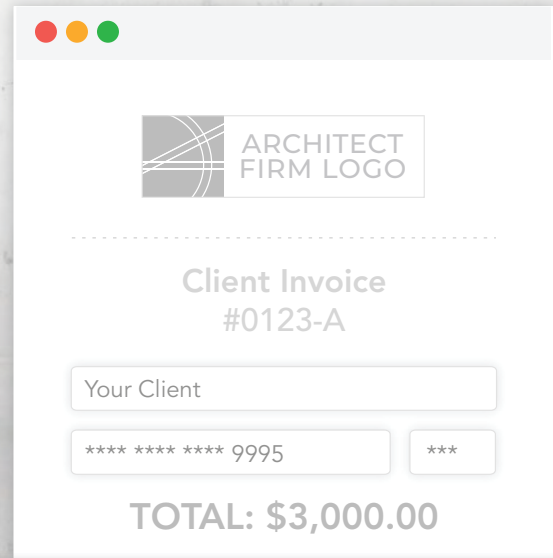 ARCHITECT
FIRM LOGO
Client Invoice
#0123-A
Your Client
**** **** **** 9995 ***
TOTAL: $3,000.00